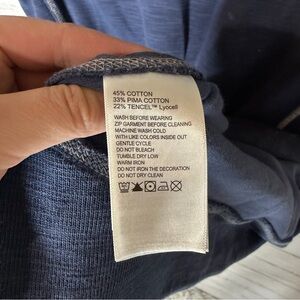 45% COTTON
33% PIMA COTTON
22% TENCEL™ Lyocell
WASH BEFORE WEARING
ZIP GARMENT BEFORE CLEANING
MACHINE WASH COLD
WITH LIKE COLORS INSIDE OUT
GENTLE CYCLE
DO NOT BLEACH
TUMBLE DRY LOW
WARM IRON
DO NOT IRON THE DECORATION
DO NOT DRY CLEAN